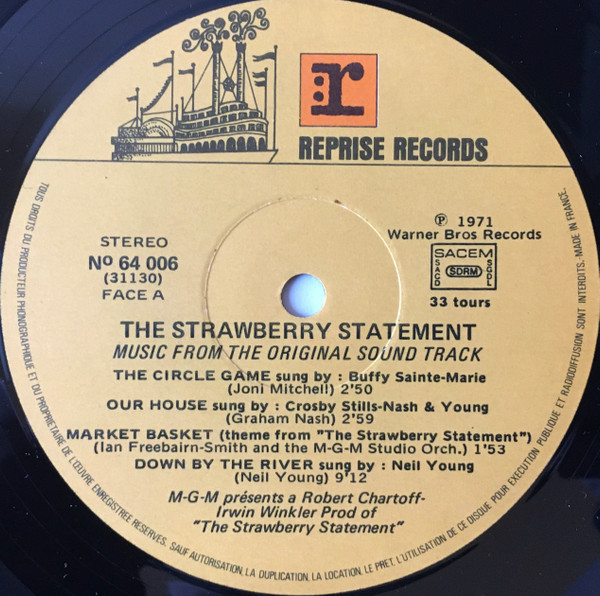 r
REPRISE RECORDS
STEREO
Nº 64 006
(31130)
FACE A
Ⓟ 1971
Warner Bros Records
SACEM
SACD SDRM SGDL
33 tours
THE STRAWBERRY STATEMENT
MUSIC FROM THE ORIGINAL SOUND TRACK
THE CIRCLE GAME sung by : Buffy Sainte-Marie
(Joni Mitchell) 2'50
OUR HOUSE sung by : Crosby Stills-Nash & Young
(Graham Nash) 2'59
MARKET BASKET (theme from "The Strawberry Statement")
(Ian Freebairn-Smith and the M-G-M Studio Orch.) 1'53
DOWN BY THE RIVER sung by : Neil Young
(Neil Young) 9'12
M-G-M présents a Robert Chartoff-
Irwin Winkler Prod of
"The Strawberry Statement"
TOUS DROITS DU PRODUCTEUR PHONOGRAPHIQUE ET DU PROPRIETAIRE DE L'ŒUVRE ENREGISTREE RESERVES. SAUF AUTORISATION, LA DUPLICATION, LA LOCATION, LE PRET, L'UTILISATION DE CE DISQUE POUR EXECUTION PUBLIQUE ET RADIODIFFUSION SONT INTERDITS. MADE IN FRANCE.